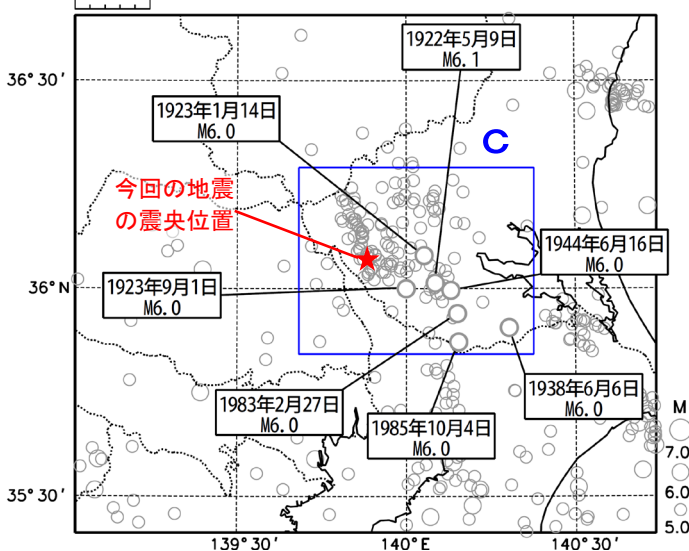 1922年5月9日
M6.1
36°30′
1923年1月14日
M6.0
C
今回の地震
の震央位置
1944年6月16日
M6.0
36°N
1923年9月1日
M6.0
1983年2月27日
M6.0
1985年10月4日
M6.0
1938年6月6日
M6.0
M
7.0
6.0
5.0
35°30′
139°30′
140°E
140°30′